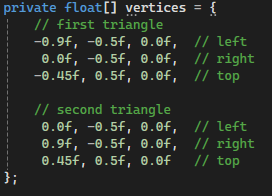 private float[] vertices = {
// first triangle
-0.9f, -0.5f, 0.0f, // left
0.0f, -0.5f, 0.0f, // right
-0.45f, 0.5f, 0.0f, // top
// second triangle
0.0f, -0.5f, 0.0f, // left
0.9f, -0.5f, 0.0f, // right
0.45f, 0.5f, 0.0f // top
};